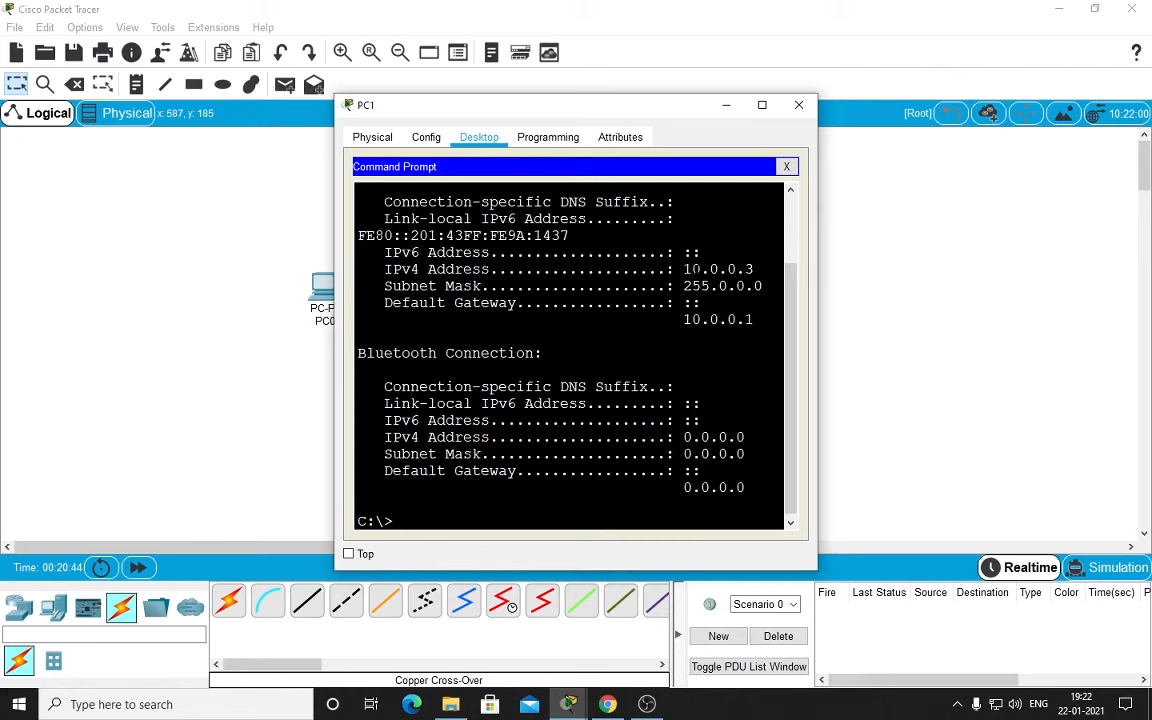 Cisco Packet Tracer
File Edit Options View Tools Extensions Help
Logical Physical x: 587, y: 185 [Root] 10:22:00
PC1
Physical Config Desktop Programming Attributes
Command Prompt X
Connection-specific DNS Suffix..:
Link-local IPv6 Address.........:
FE80::201:43FF:FE9A:1437
IPv6 Address....................: ::
IPv4 Address....................: 10.0.0.3
Subnet Mask.....................: 255.0.0.0
Default Gateway.................: ::
10.0.0.1
Bluetooth Connection:
Connection-specific DNS Suffix..:
Link-local IPv6 Address.........: ::
IPv6 Address....................: ::
IPv4 Address....................: 0.0.0.0
Subnet Mask.....................: 0.0.0.0
Default Gateway.................: ::
0.0.0.0
C:\>
PC-P
PC0
Top
Time: 00:20:44 Realtime Simulation
Scenario 0
New Delete
Toggle PDU List Window
Fire Last Status Source Destination Type Color Time(sec) P
Copper Cross-Over
Type here to search
ENG
19:22
22-01-2021